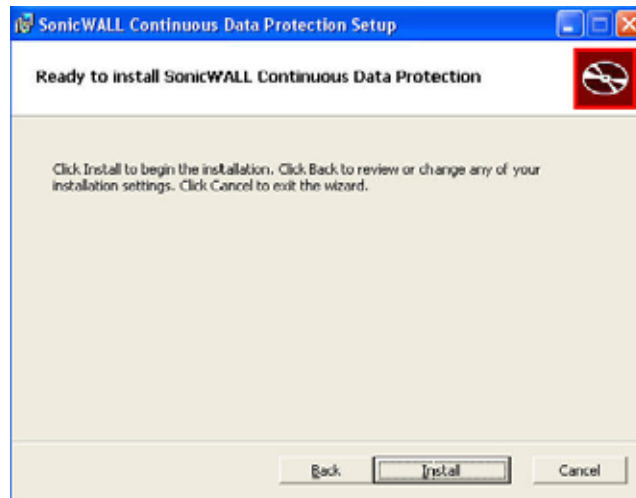 SonicWALL Continuous Data Protection Setup
Ready to install SonicWALL Continuous Data Protection
Click Install to begin the installation. Click Back to review or change any of your
installation settings. Click Cancel to exit the wizard.
Back Install Cancel